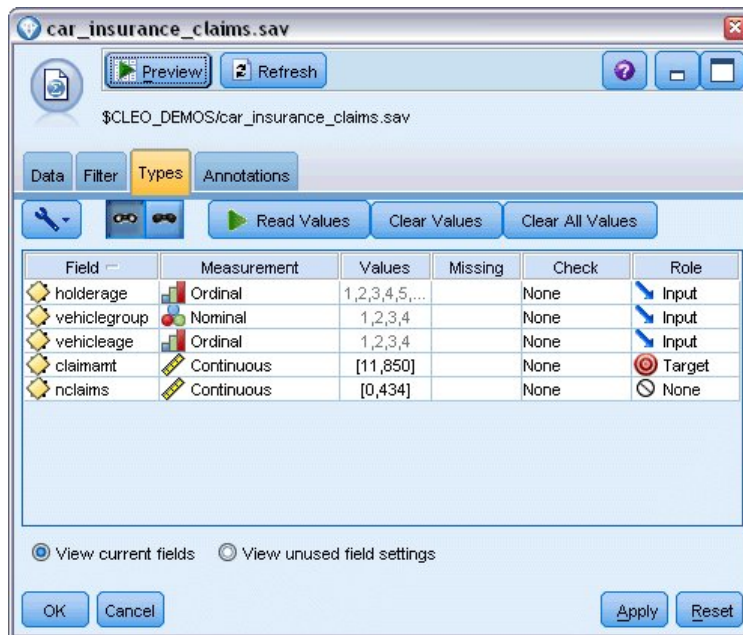 car_insurance_claims.sav
Preview Refresh
$CLEO_DEMOS/car_insurance_claims.sav
Data Filter Types Annotations
Read Values Clear Values Clear All Values
Field Measurement Values Missing Check Role
holderage Ordinal 1,2,3,4,5,... None Input
vehiclegroup Nominal 1,2,3,4 None Input
vehicleage Ordinal 1,2,3,4 None Input
claimamt Continuous [11,850] None Target
nclaims Continuous [0,434] None None
View current fields View unused field settings
OK Cancel Apply Reset